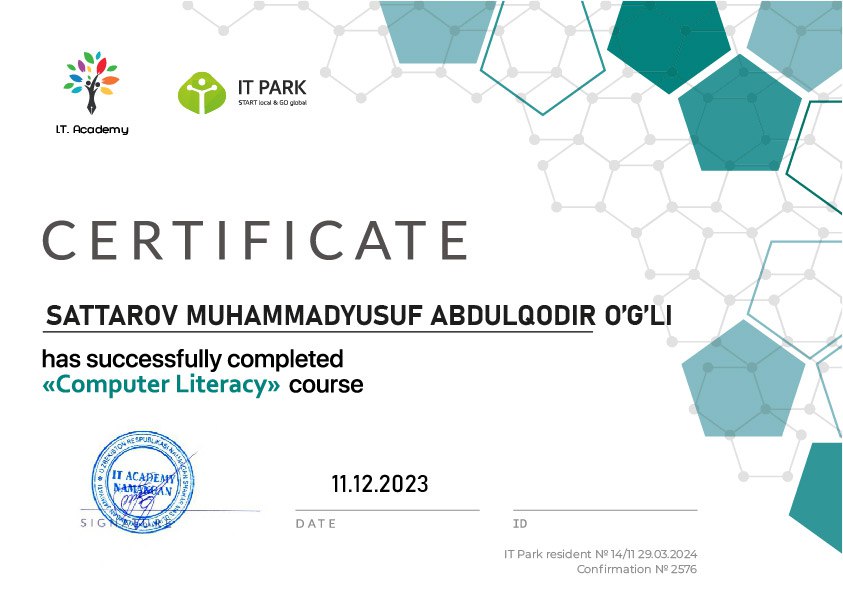 I.T. Academy
IT PARK
START local & GO global
CERTIFICATE
SATTAROV MUHAMMADYUSUF ABDULQODIR O'G'LI
has successfully completed
«Computer Literacy» course
IT ACADEMY
NAMANGAN
11.12.2023
SIGNATURE
DATE
ID
IT Park resident № 14/11 29.03.2024
Confirmation № 2576